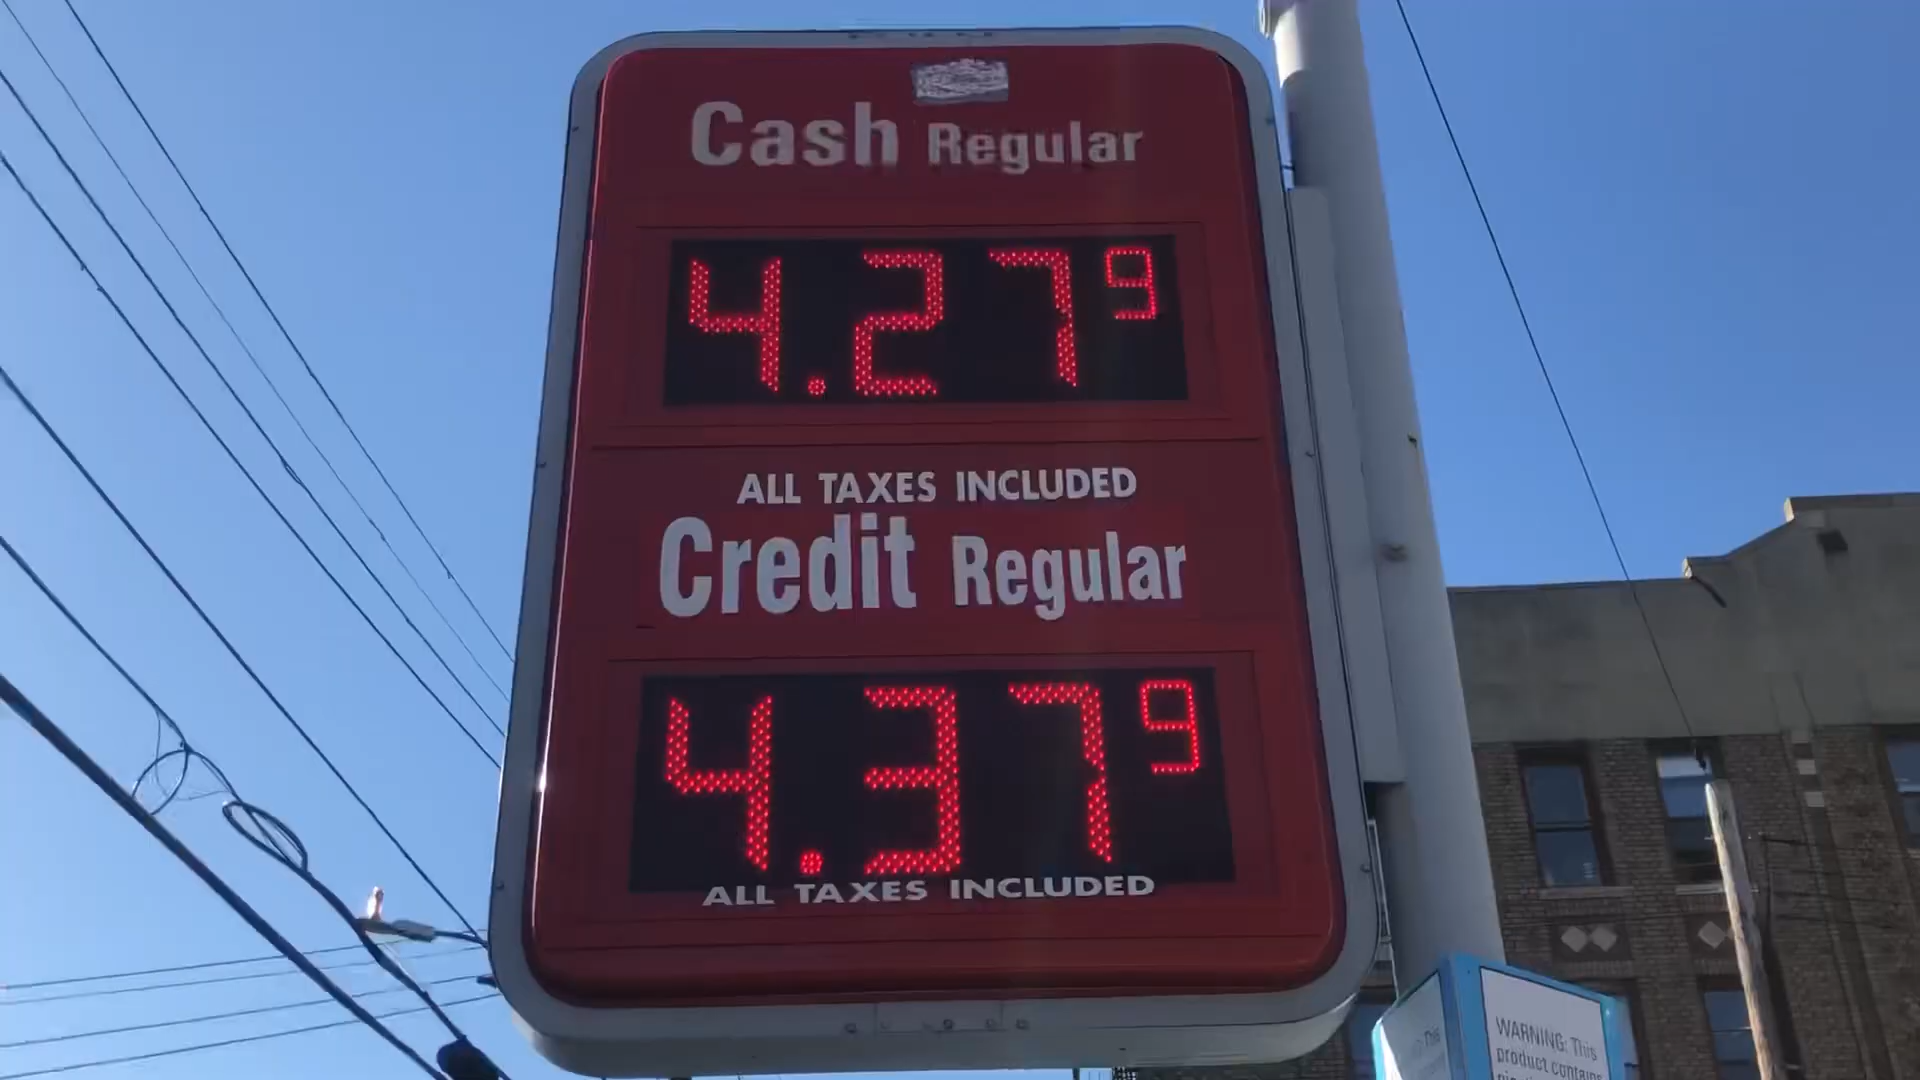 Cash Regular
4.27 9
ALL TAXES INCLUDED
Credit Regular
4.37 9
ALL TAXES INCLUDED
WARNING: This
product contains
This